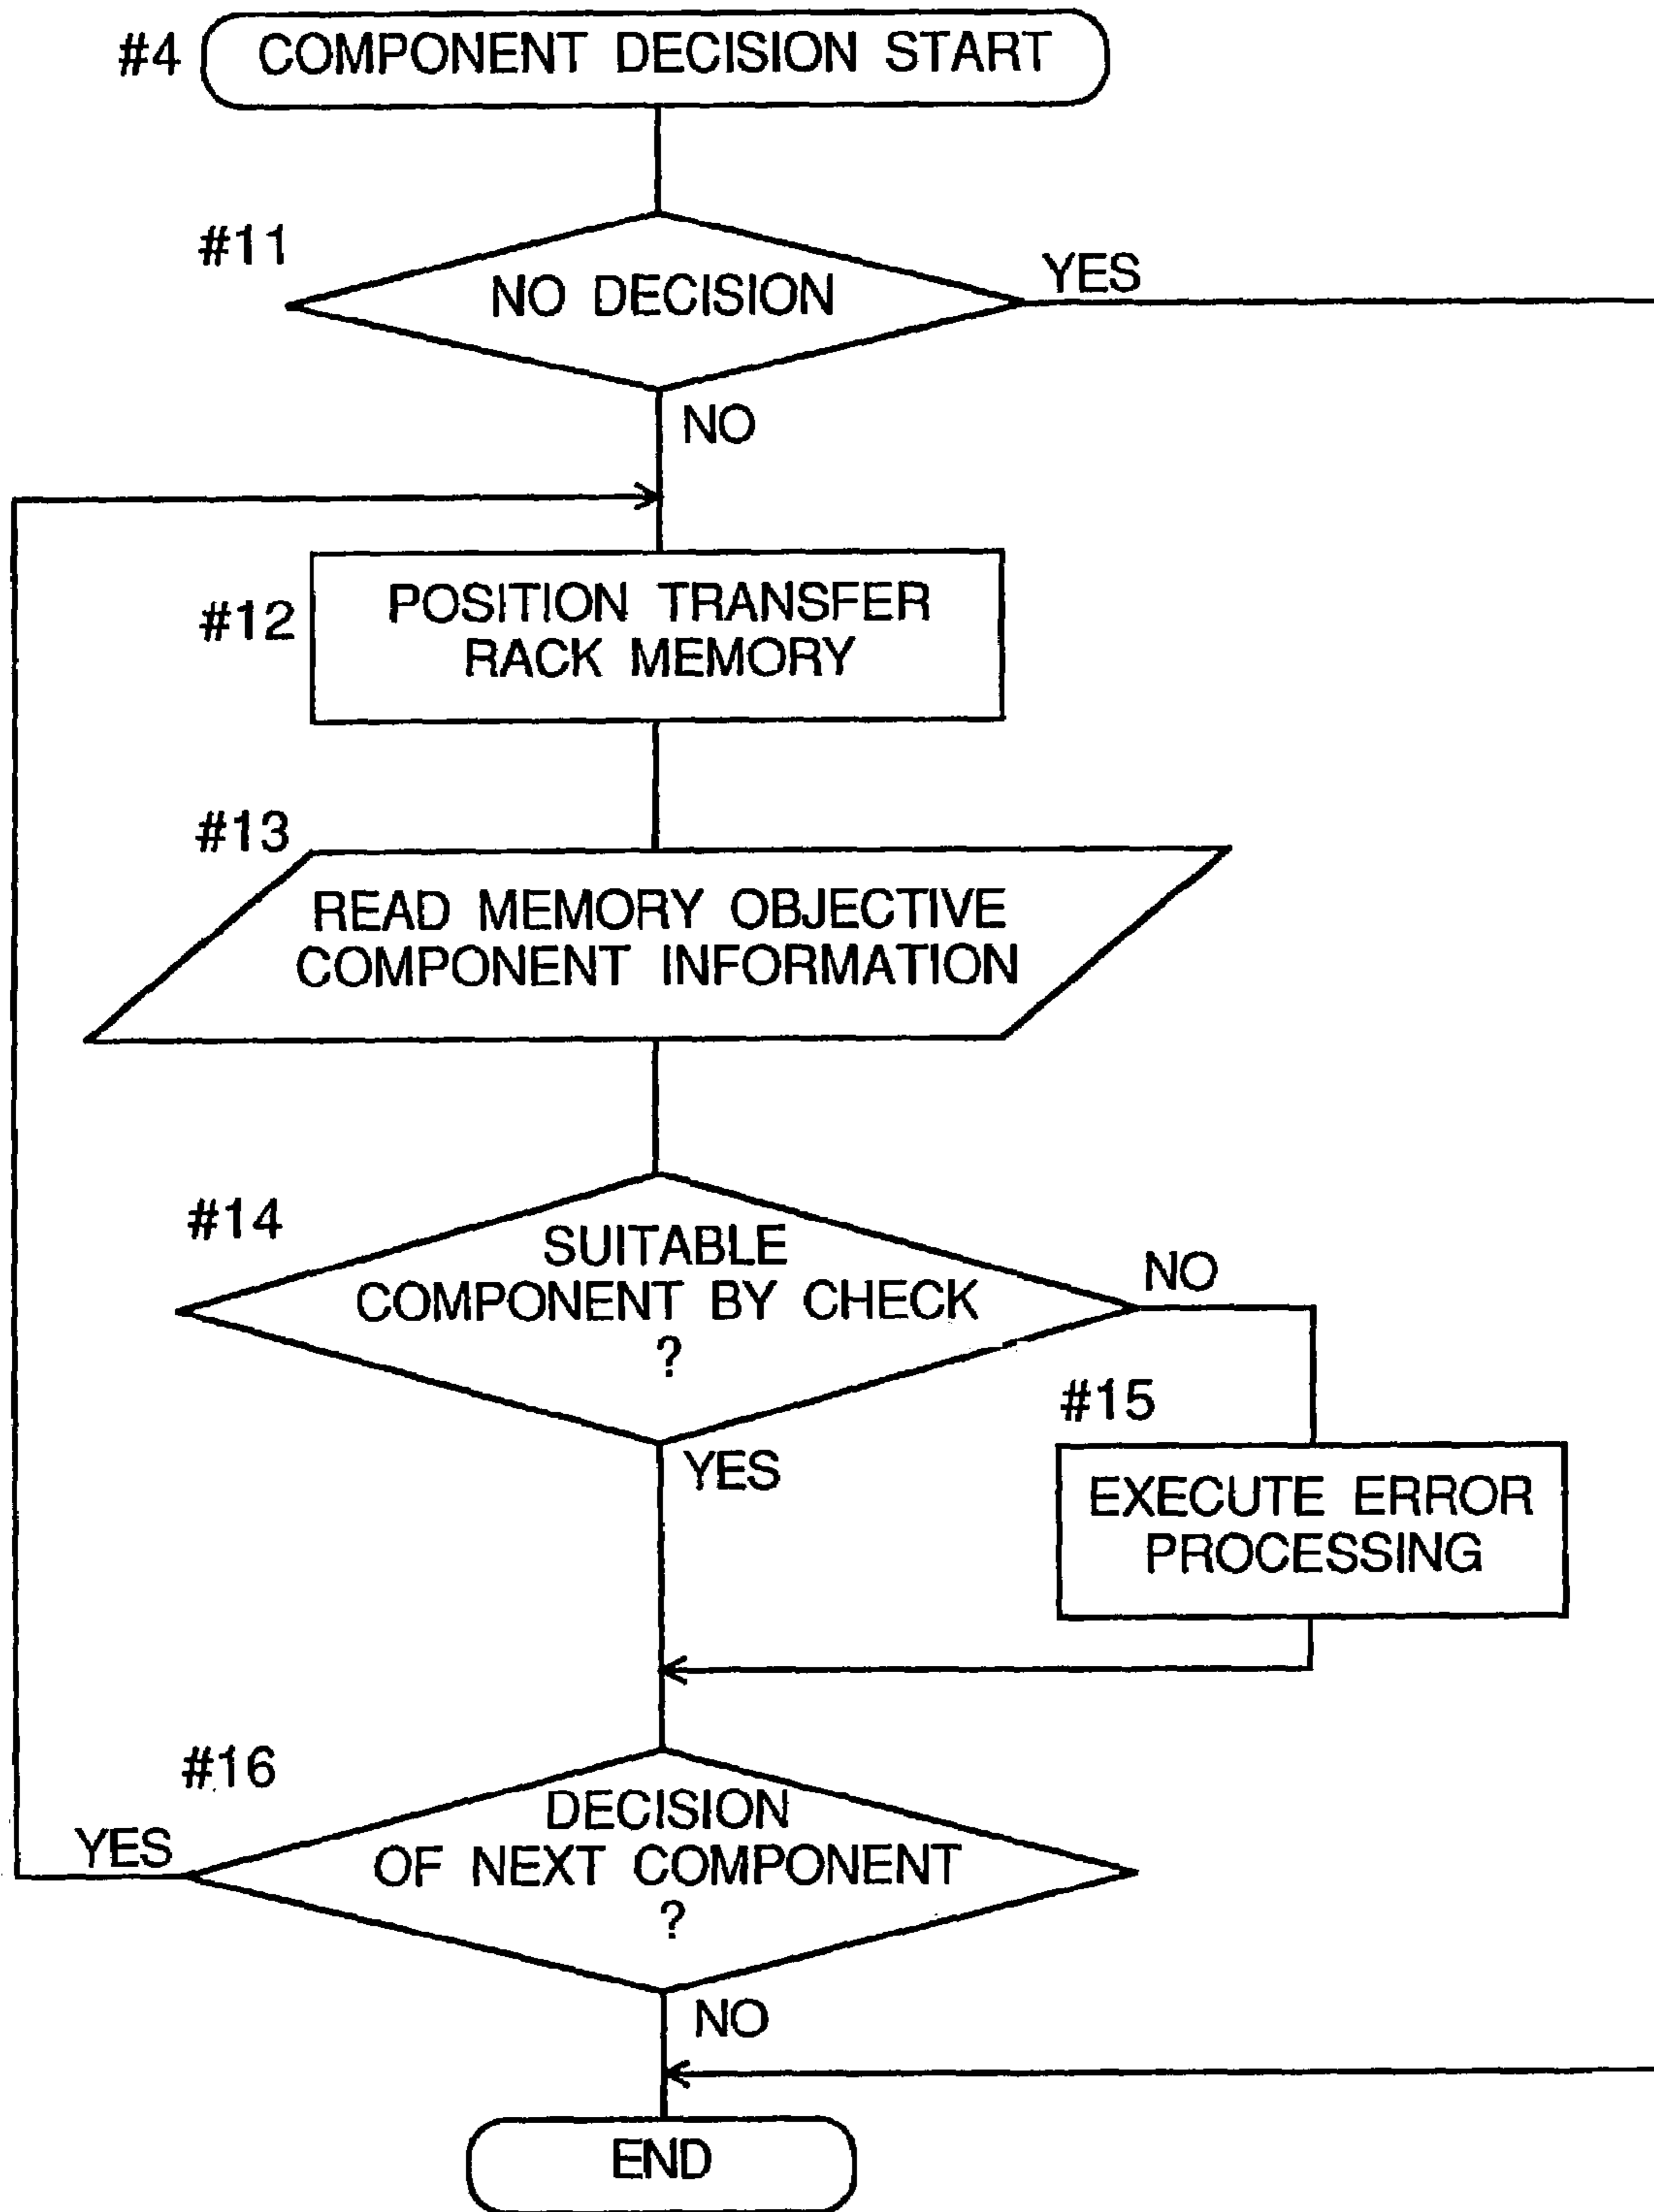 #4 COMPONENT DECISION START
#11
NO DECISION
YES
NO
#12
POSITION TRANSFER
RACK MEMORY
#13
READ MEMORY OBJECTIVE
COMPONENT INFORMATION
#14
SUITABLE
COMPONENT BY CHECK
?
NO
YES
#15
EXECUTE ERROR
PROCESSING
#16
DECISION
OF NEXT COMPONENT
?
YES
NO
END